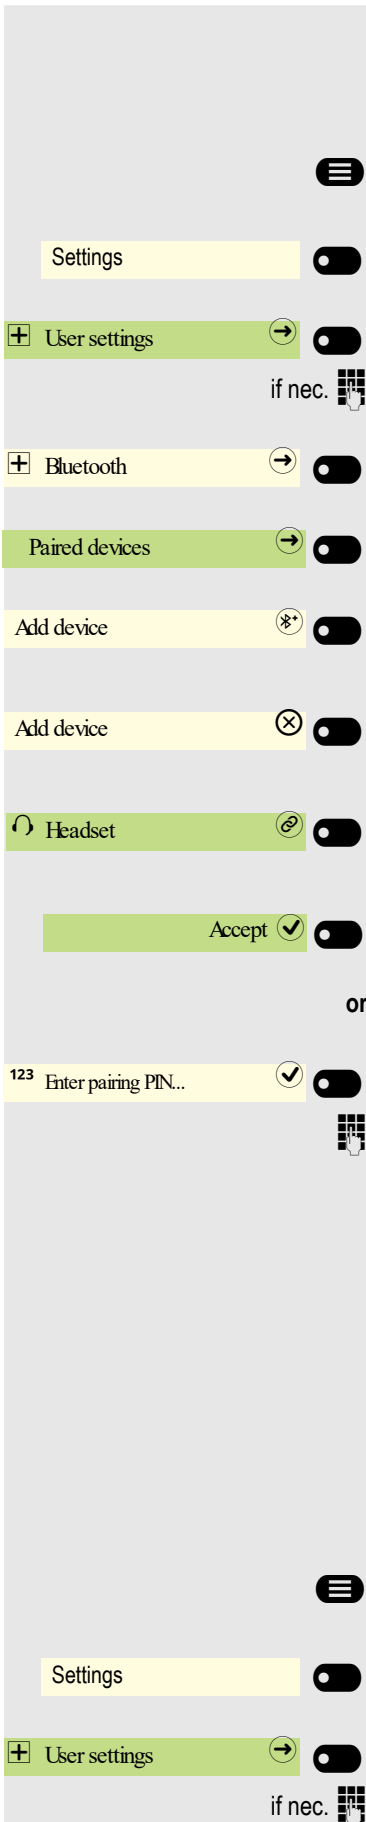 Settings
User settings
if nec.
Bluetooth
Paired devices
Add device
Add device
Headset
Accept
or
123 Enter pairing PIN...
Settings
User settings
if nec.